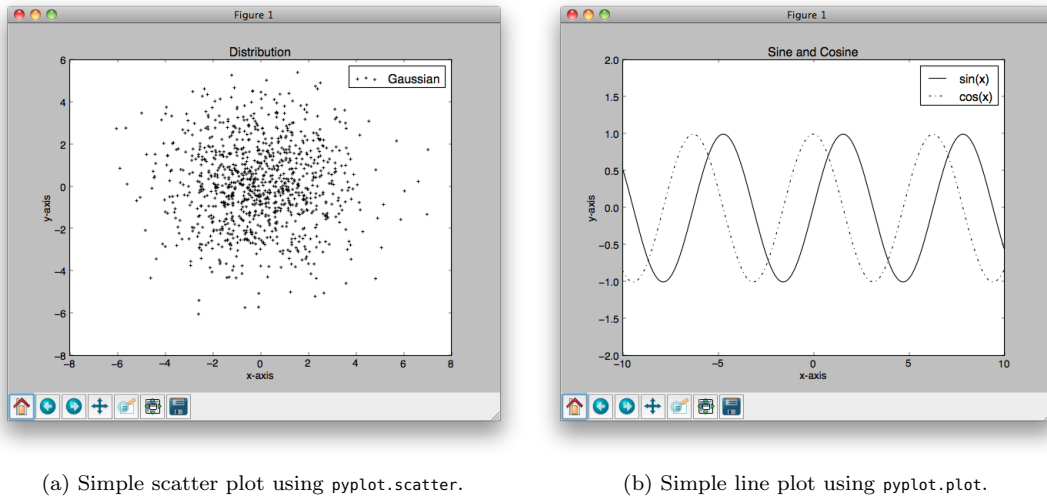 Figure 1
Distribution
Gaussian
6
4
2
0
−2
−4
−6
−8
y-axis
−8 −6 −4 −2 0 2 4 6 8
x-axis
(a) Simple scatter plot using pyplot.scatter.
Figure 1
Sine and Cosine
sin(x)
cos(x)
2.0
1.5
1.0
0.5
0.0
−0.5
−1.0
−1.5
−2.0
y-axis
−10 −5 0 5 10
x-axis
(b) Simple line plot using pyplot.plot.